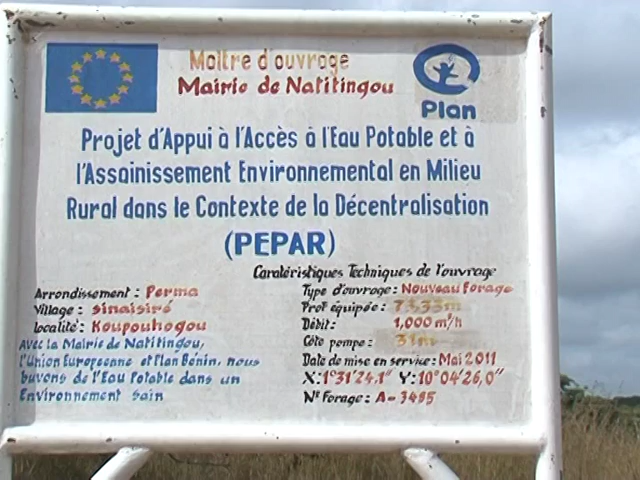 Maître d'ouvrage
Mairie de Natitingou
Plan
Projet d'Appui à l'Accès à l'Eau Potable et à
l'Assainissement Environnemental en Milieu
Rural dans le Contexte de la Décentralisation
(PEPAR)
Caratéristiques Techniques de l'ouvrage
Arrondissement : Perma
Village : sinaisiré
localité : Koupouhogou
Avec la Mairie de Natitingou,
l'Union Européenne et Plan Bénin, nous
buvons de l'Eau Potable dans un
Environnement sain
Type d'ouvrage : Nouveau Forage
Prof équipée :
Débit : 1,000 m³/h
Côte pompe :
Date de mise en service : Mai 2011
X : 1°31'24,1" Y : 10°04'26,0"
N° Forage : A-3495